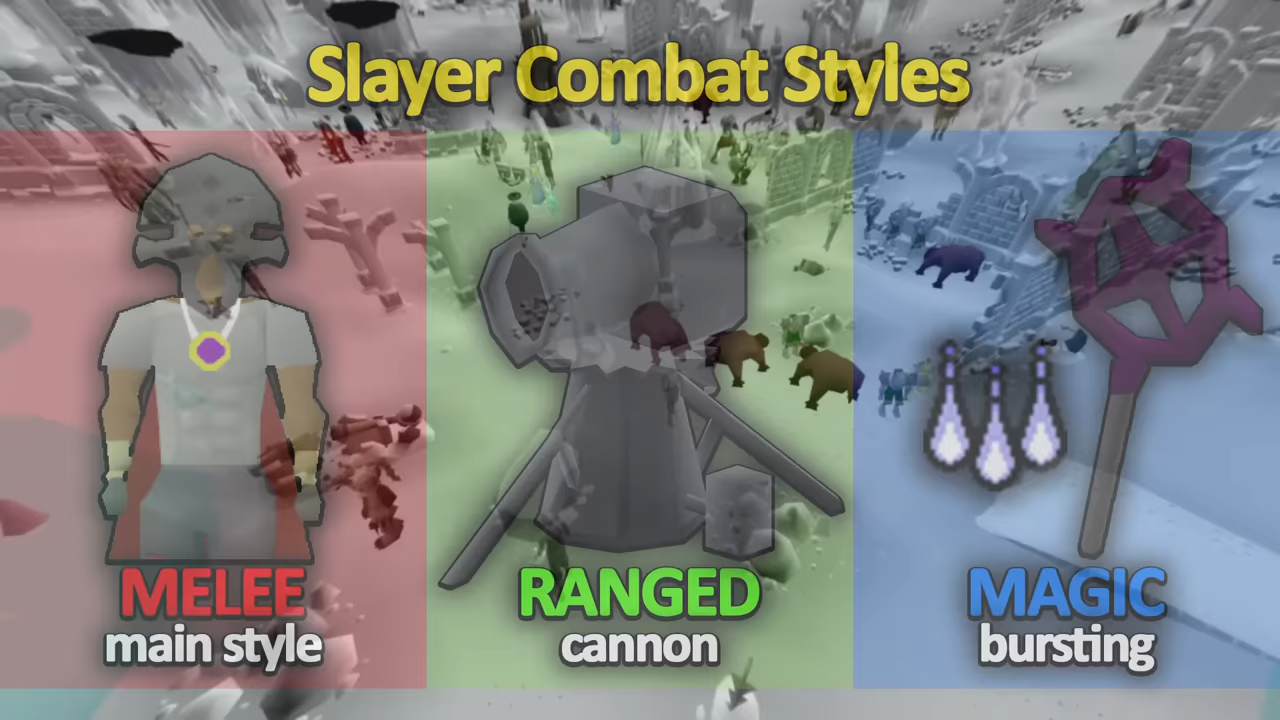 Slayer Combat Styles
MELEE
main style
RANGED
cannon
MAGIC
bursting